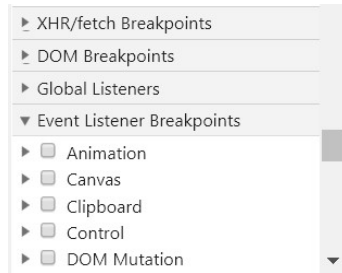 XHR/fetch Breakpoints
DOM Breakpoints
Global Listeners
Event Listener Breakpoints
Animation
Canvas
Clipboard
Control
DOM Mutation